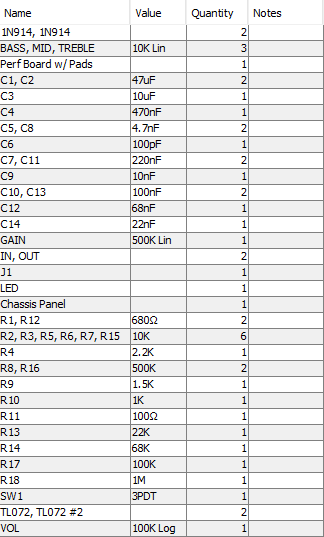 Name Value Quantity Notes
1N914, 1N914 2
BASS, MID, TREBLE 10K Lin 3
Perf Board w/ Pads 1
C1, C2 47uF 2
C3 10uF 1
C4 470nF 1
C5, C8 4.7nF 2
C6 100pF 1
C7, C11 220nF 2
C9 10nF 1
C10, C13 100nF 2
C12 68nF 1
C14 22nF 1
GAIN 500K Lin 1
IN, OUT 2
J1 1
LED 1
Chassis Panel 1
R1, R12 680Ω 2
R2, R3, R5, R6, R7, R15 10K 6
R4 2.2K 1
R8, R16 500K 2
R9 1.5K 1
R10 1K 1
R11 100Ω 1
R13 22K 1
R14 68K 1
R17 100K 1
R18 1M 1
SW1 3PDT 1
TL072, TL072 #2 2
VOL 100K Log 1